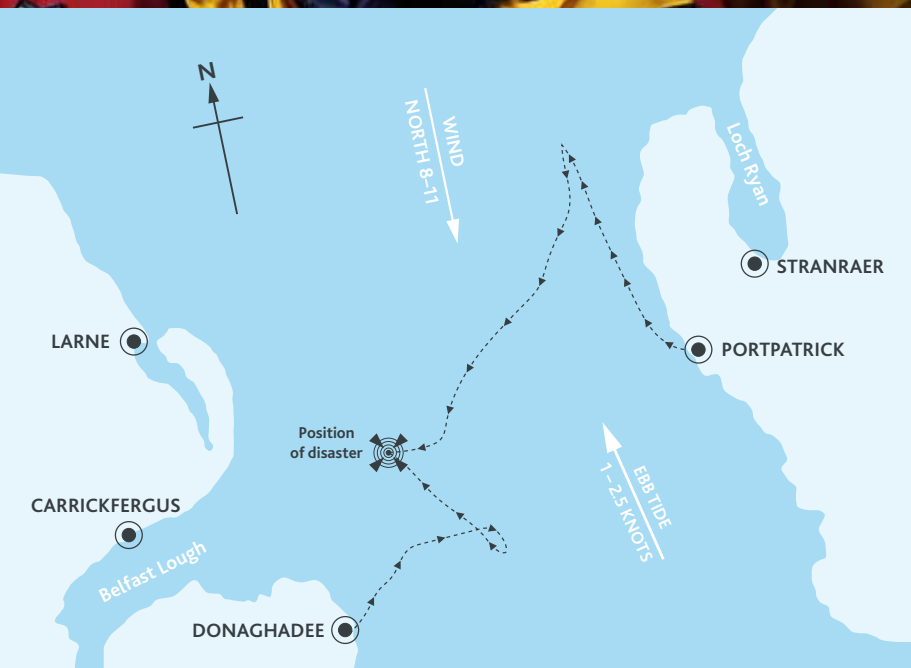 N
WIND
NORTH 8–11
Loch Ryan
STRANRAER
LARNE
PORTPATRICK
Position
of disaster
EBB TIDE
1 – 2.5 KNOTS
CARRICKFERGUS
Belfast Lough
DONAGHADEE